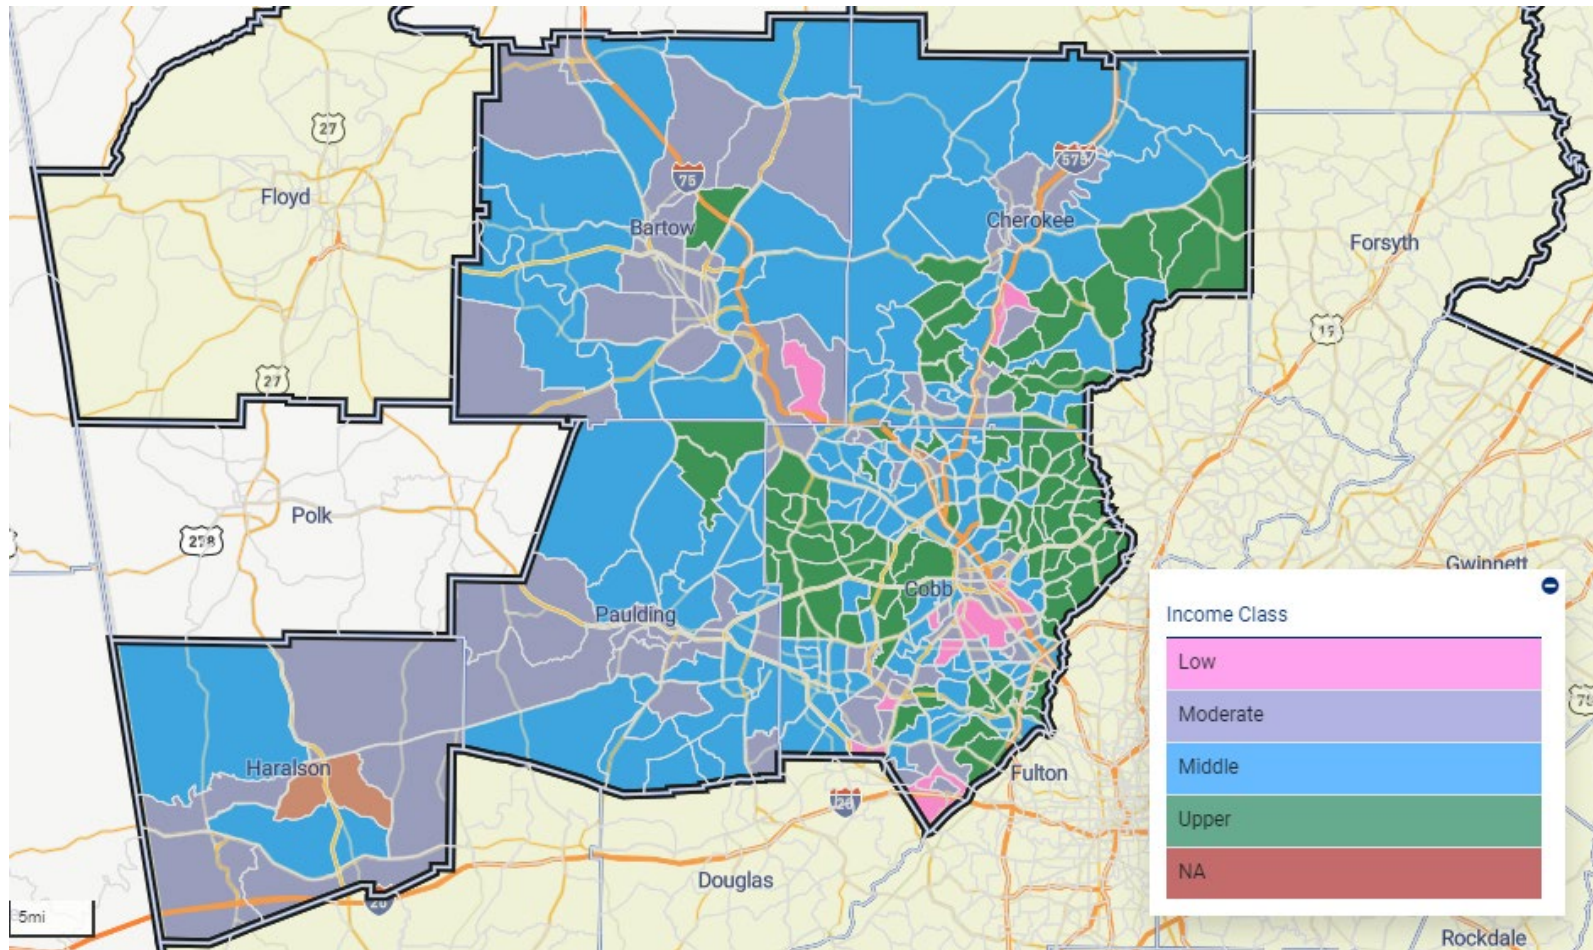 27
Floyd
75
Bartow
575
Cherokee
Forsyth
19
27
Polk
278
Gwinnett
Cobb
Paulding
Income Class
Low
Moderate
Middle
Upper
NA
Haralson
Fulton
20
Douglas
20
5mi
Rockdale